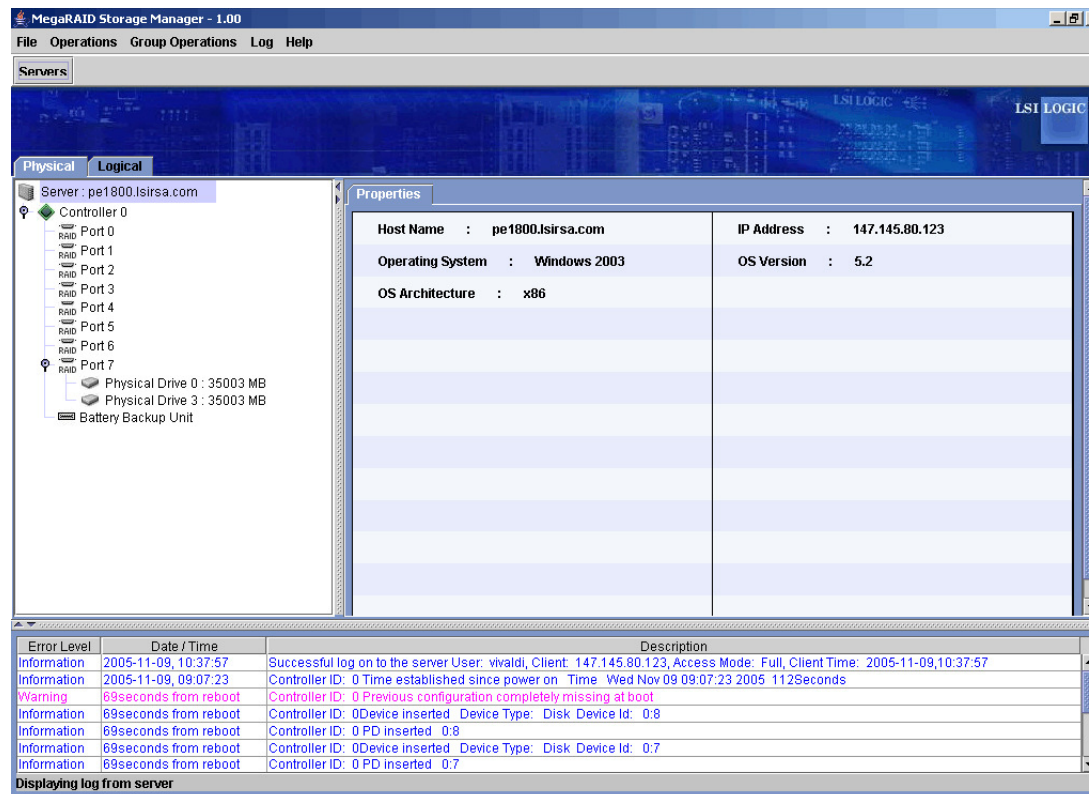 MegaRAID Storage Manager - 1.00
File Operations Group Operations Log Help
Servers
LSI LOGIC
LSI LOGIC
Physical Logical
Server : pe1800.lsirsa.com
Controller 0
RAID Port 0
RAID Port 1
RAID Port 2
RAID Port 3
RAID Port 4
RAID Port 5
RAID Port 6
RAID Port 7
Physical Drive 0 : 35003 MB
Physical Drive 3 : 35003 MB
Battery Backup Unit
Properties
Host Name : pe1800.lsirsa.com IP Address : 147.145.80.123
Operating System : Windows 2003 OS Version : 5.2
OS Architecture : x86
Error Level Date / Time Description
Information 2005-11-09, 10:37:57 Successful log on to the server User: vivaldi, Client: 147.145.80.123, Access Mode: Full, Client Time: 2005-11-09,10:37:57
Information 2005-11-09, 09:07:23 Controller ID: 0 Time established since power on Time Wed Nov 09 09:07:23 2005 112Seconds
Warning 69seconds from reboot Controller ID: 0 Previous configuration completely missing at boot
Information 69seconds from reboot Controller ID: 0Device inserted Device Type: Disk Device Id: 0:8
Information 69seconds from reboot Controller ID: 0 PD inserted 0:8
Information 69seconds from reboot Controller ID: 0Device inserted Device Type: Disk Device Id: 0:7
Information 69seconds from reboot Controller ID: 0 PD inserted 0:7
Displaying log from server